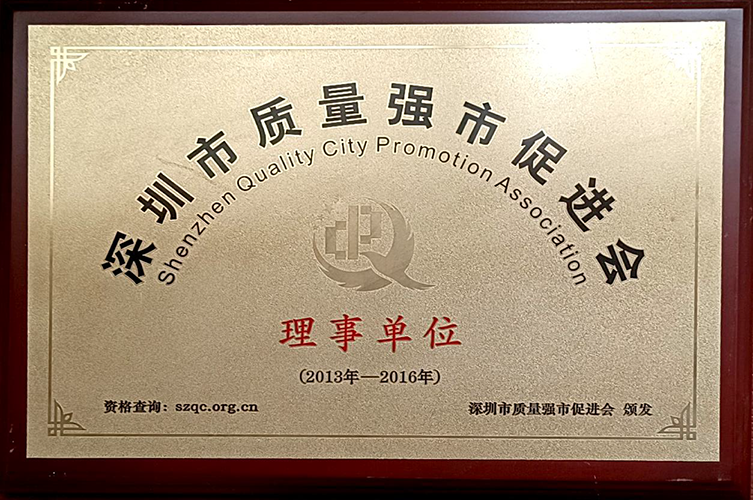 深圳市质量强市促进会
Shenzhen Quality City Promotion Association
理事单位
(2013年—2016年)
资格查询：szqc.org.cn
深圳市质量强市促进会 颁发